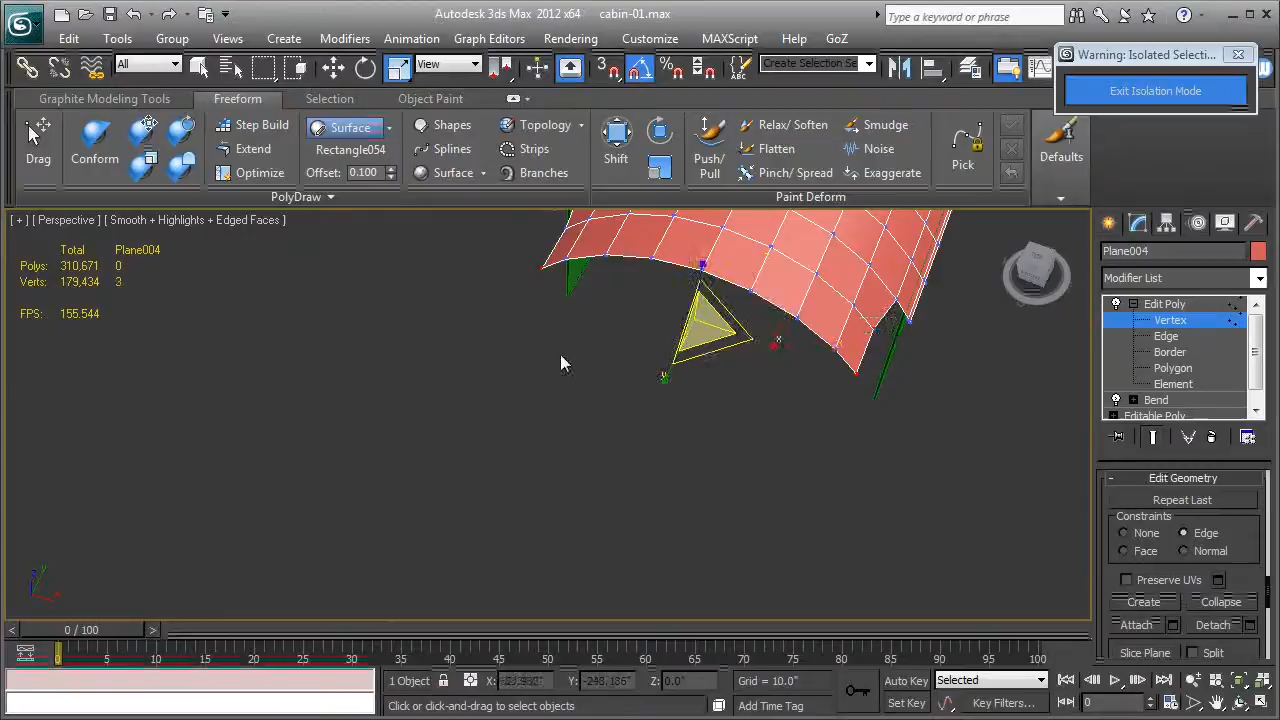 Autodesk 3ds Max 2012 x64 cabin-01.max
Type a keyword or phrase
Edit Tools Group Views Create Modifiers Animation Graph Editors Rendering Customize MAXScript Help GoZ
All View Create Selection Se
Warning: Isolated Selecti...
Exit Isolation Mode
Graphite Modeling Tools Freeform Selection Object Paint
Drag Conform Step Build Extend Optimize
Surface
Rectangle054
Offset: 0.100
Shapes Splines Surface
Topology Strips Branches
Shift Push/Pull
Relax/ Soften Flatten Pinch/ Spread
Smudge Noise Exaggerate
Pick Defaults
PolyDraw Paint Deform
[ + ] [ Perspective ] [ Smooth + Highlights + Edged Faces ]
Total Plane004
Polys: 310,671 0
Verts: 179,434 3
FPS: 155.544
Plane004
Modifier List
Edit Poly
Vertex
Edge
Border
Polygon
Element
Bend
Editable Poly
- Edit Geometry
Repeat Last
Constraints
None Edge
Face Normal
Preserve UVs
Create Collapse
Attach Detach
Slice Plane Split
< 0 / 100 >
0 5 10 15 20 25 30 35 40 45 50 55 60 65 70 75 80 85 90 95 100
1 Object X: Y: -248.136" Z: 0.0" Grid = 10.0" Auto Key Selected
Click or click-and-drag to select objects Add Time Tag Set Key Key Filters... 0